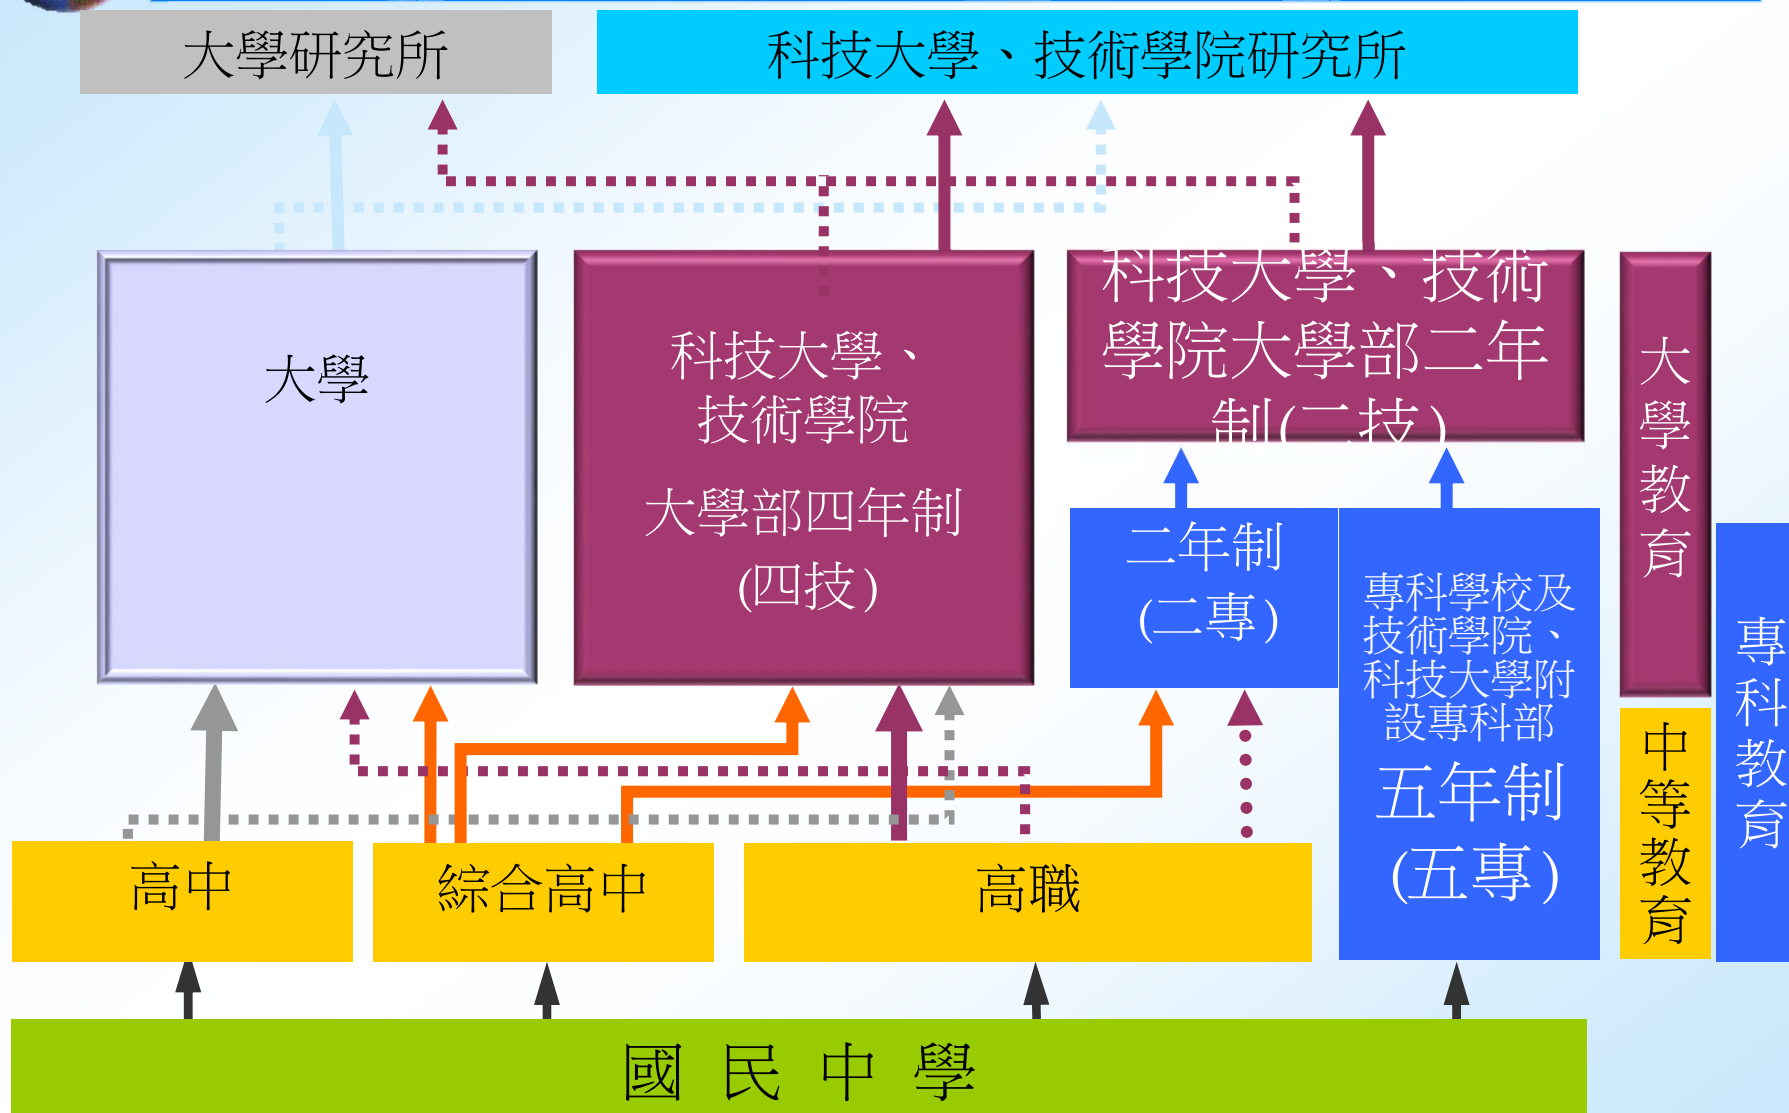 大學研究所
科技大學、技術學院研究所
大學
科技大學、
技術學院
大學部四年制
(四技)
科技大學、技術
學院大學部二年
制(二技)
二年制
(二專)
專科學校及
技術學院、
科技大學附
設專科部
五年制
(五專)
大學教育
中等教育
專科教育
高中
綜合高中
高職
國民中學